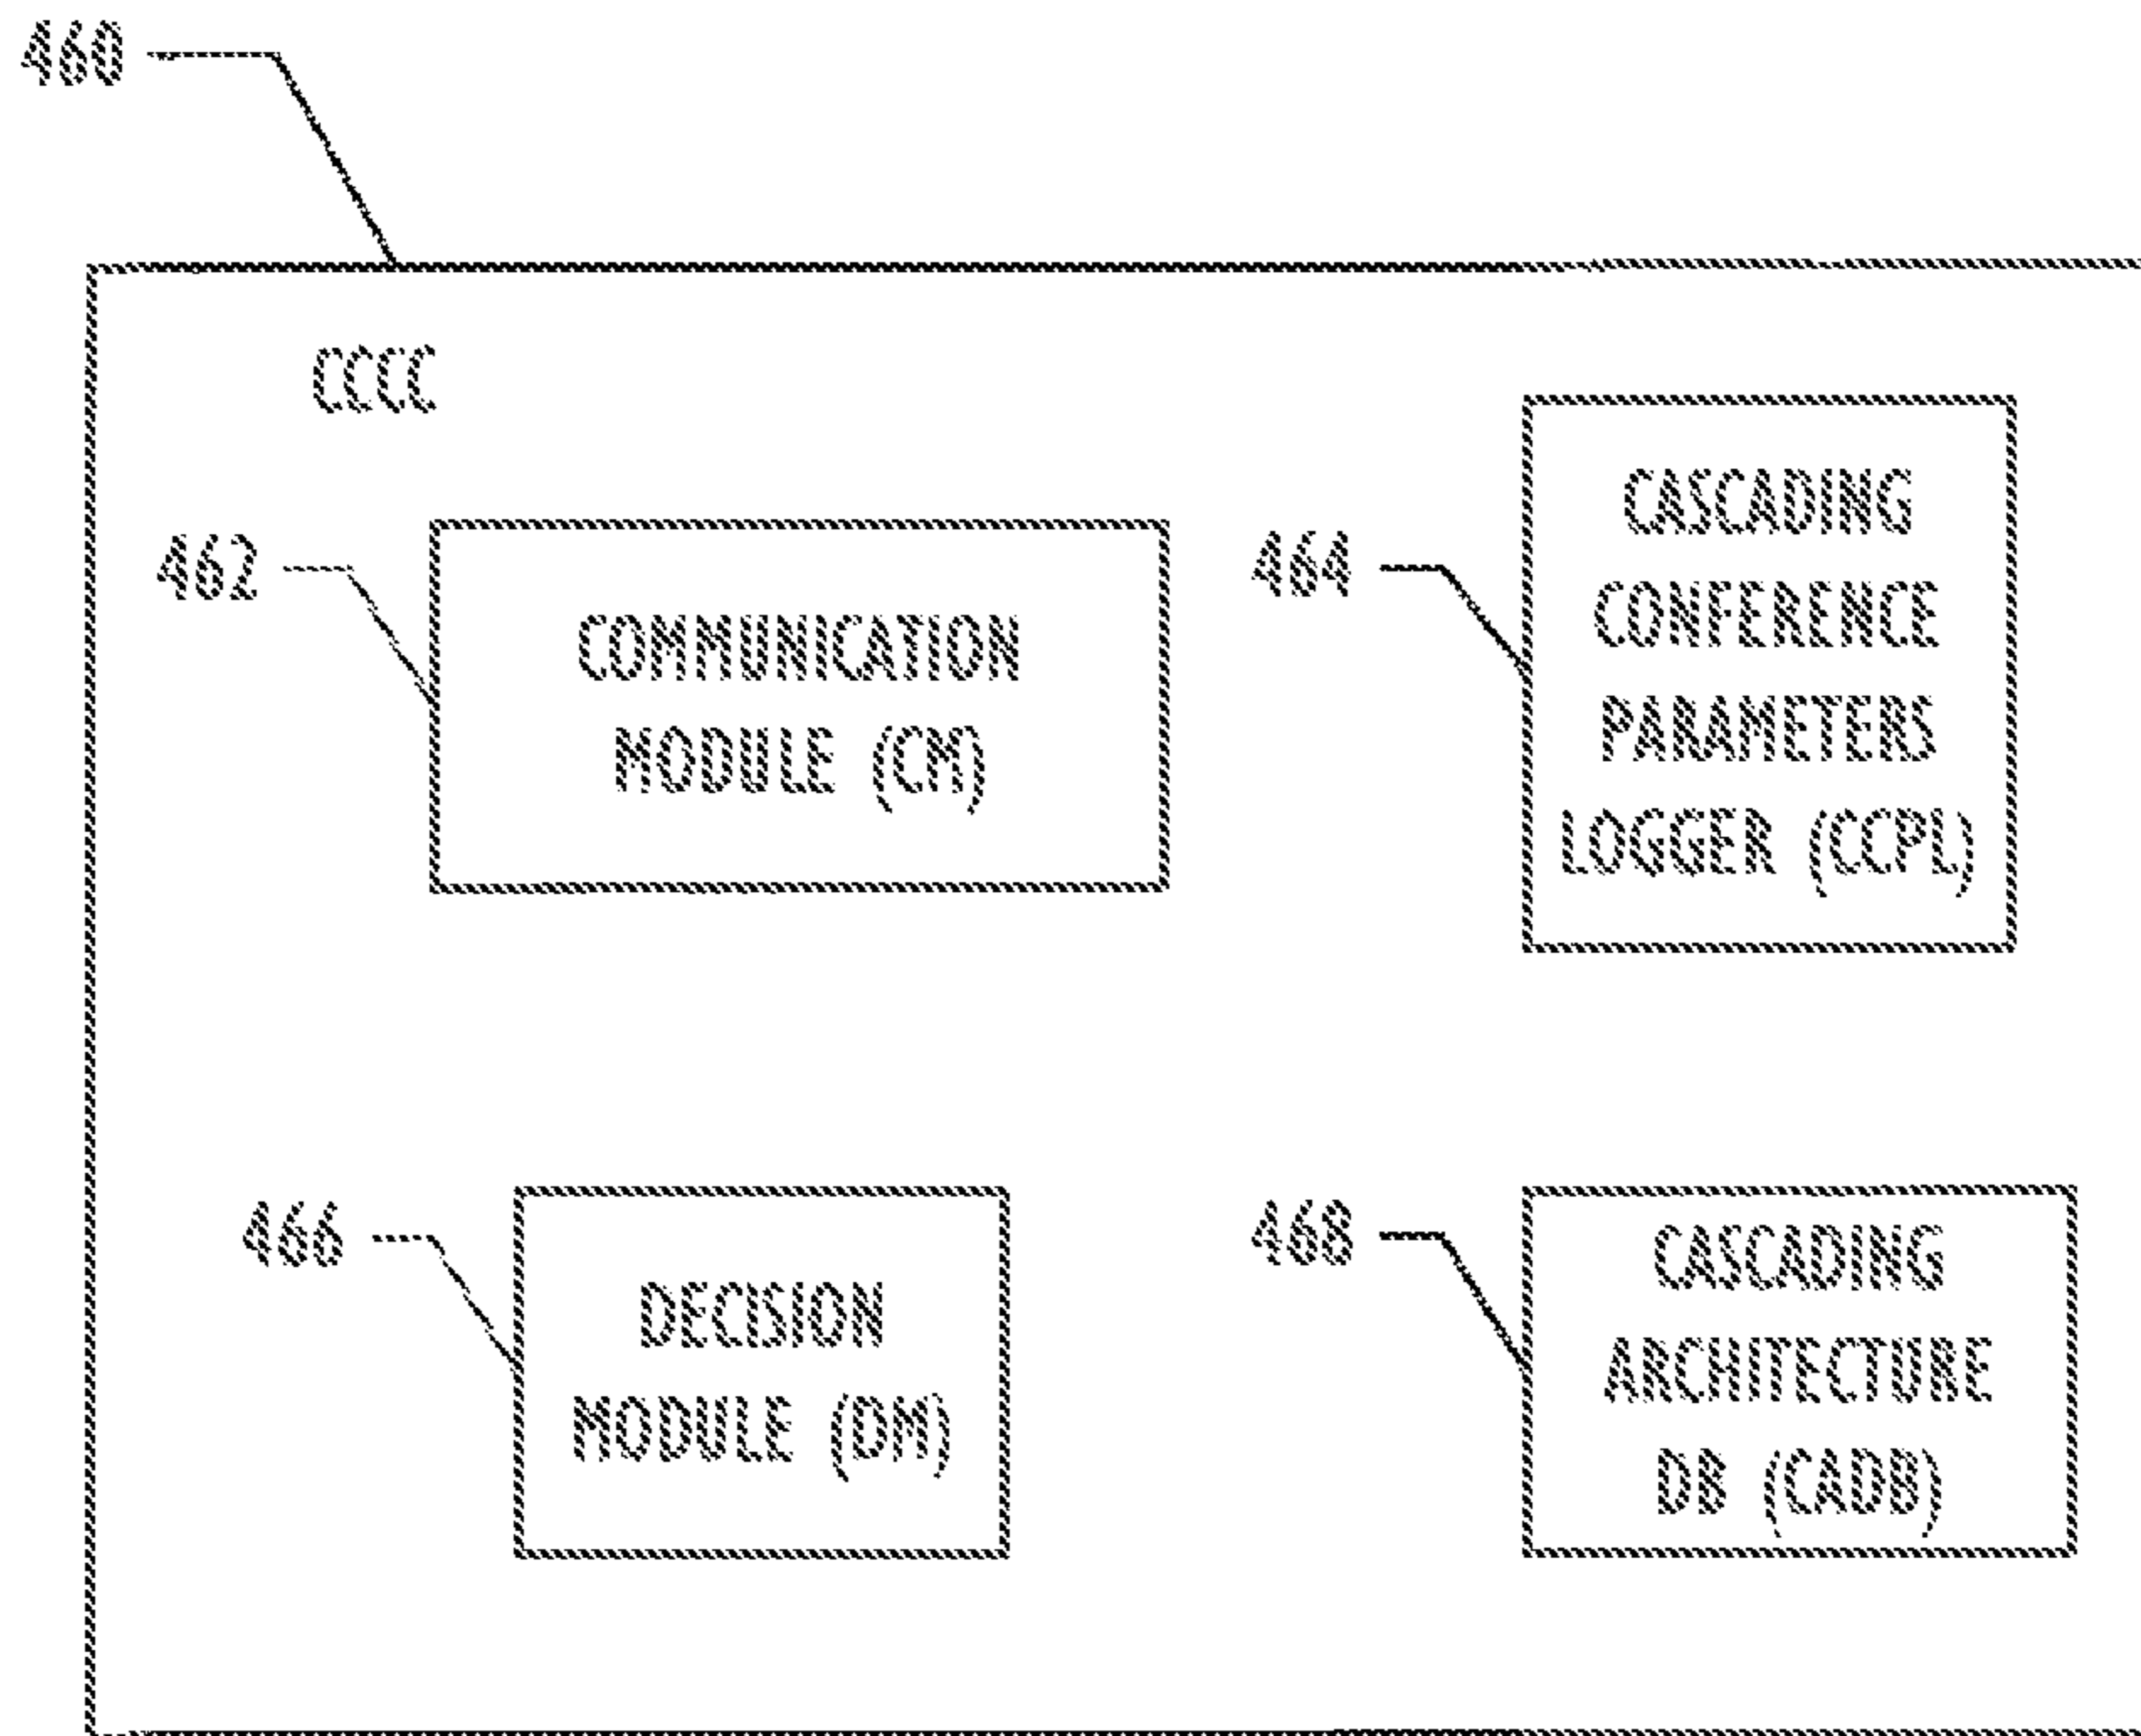 460
CCCC
462
COMMUNICATION
MODULE (CM)
464
CASCADING
CONFERENCE
PARAMETERS
LOGGER (CCPL)
466
DECISION
MODULE (DM)
468
CASCADING
ARCHITECTURE
DB (CADB)